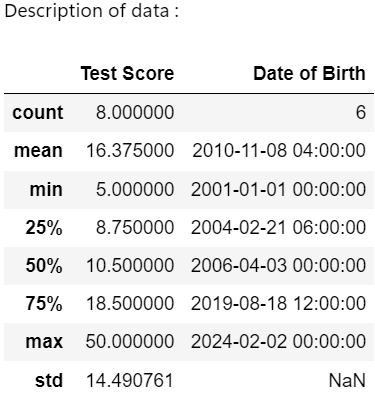 Description of data :
Test Score Date of Birth
count 8.000000 6
mean 16.375000 2010-11-08 04:00:00
min 5.000000 2001-01-01 00:00:00
25% 8.750000 2004-02-21 06:00:00
50% 10.500000 2006-04-03 00:00:00
75% 18.500000 2019-08-18 12:00:00
max 50.000000 2024-02-02 00:00:00
std 14.490761 NaN